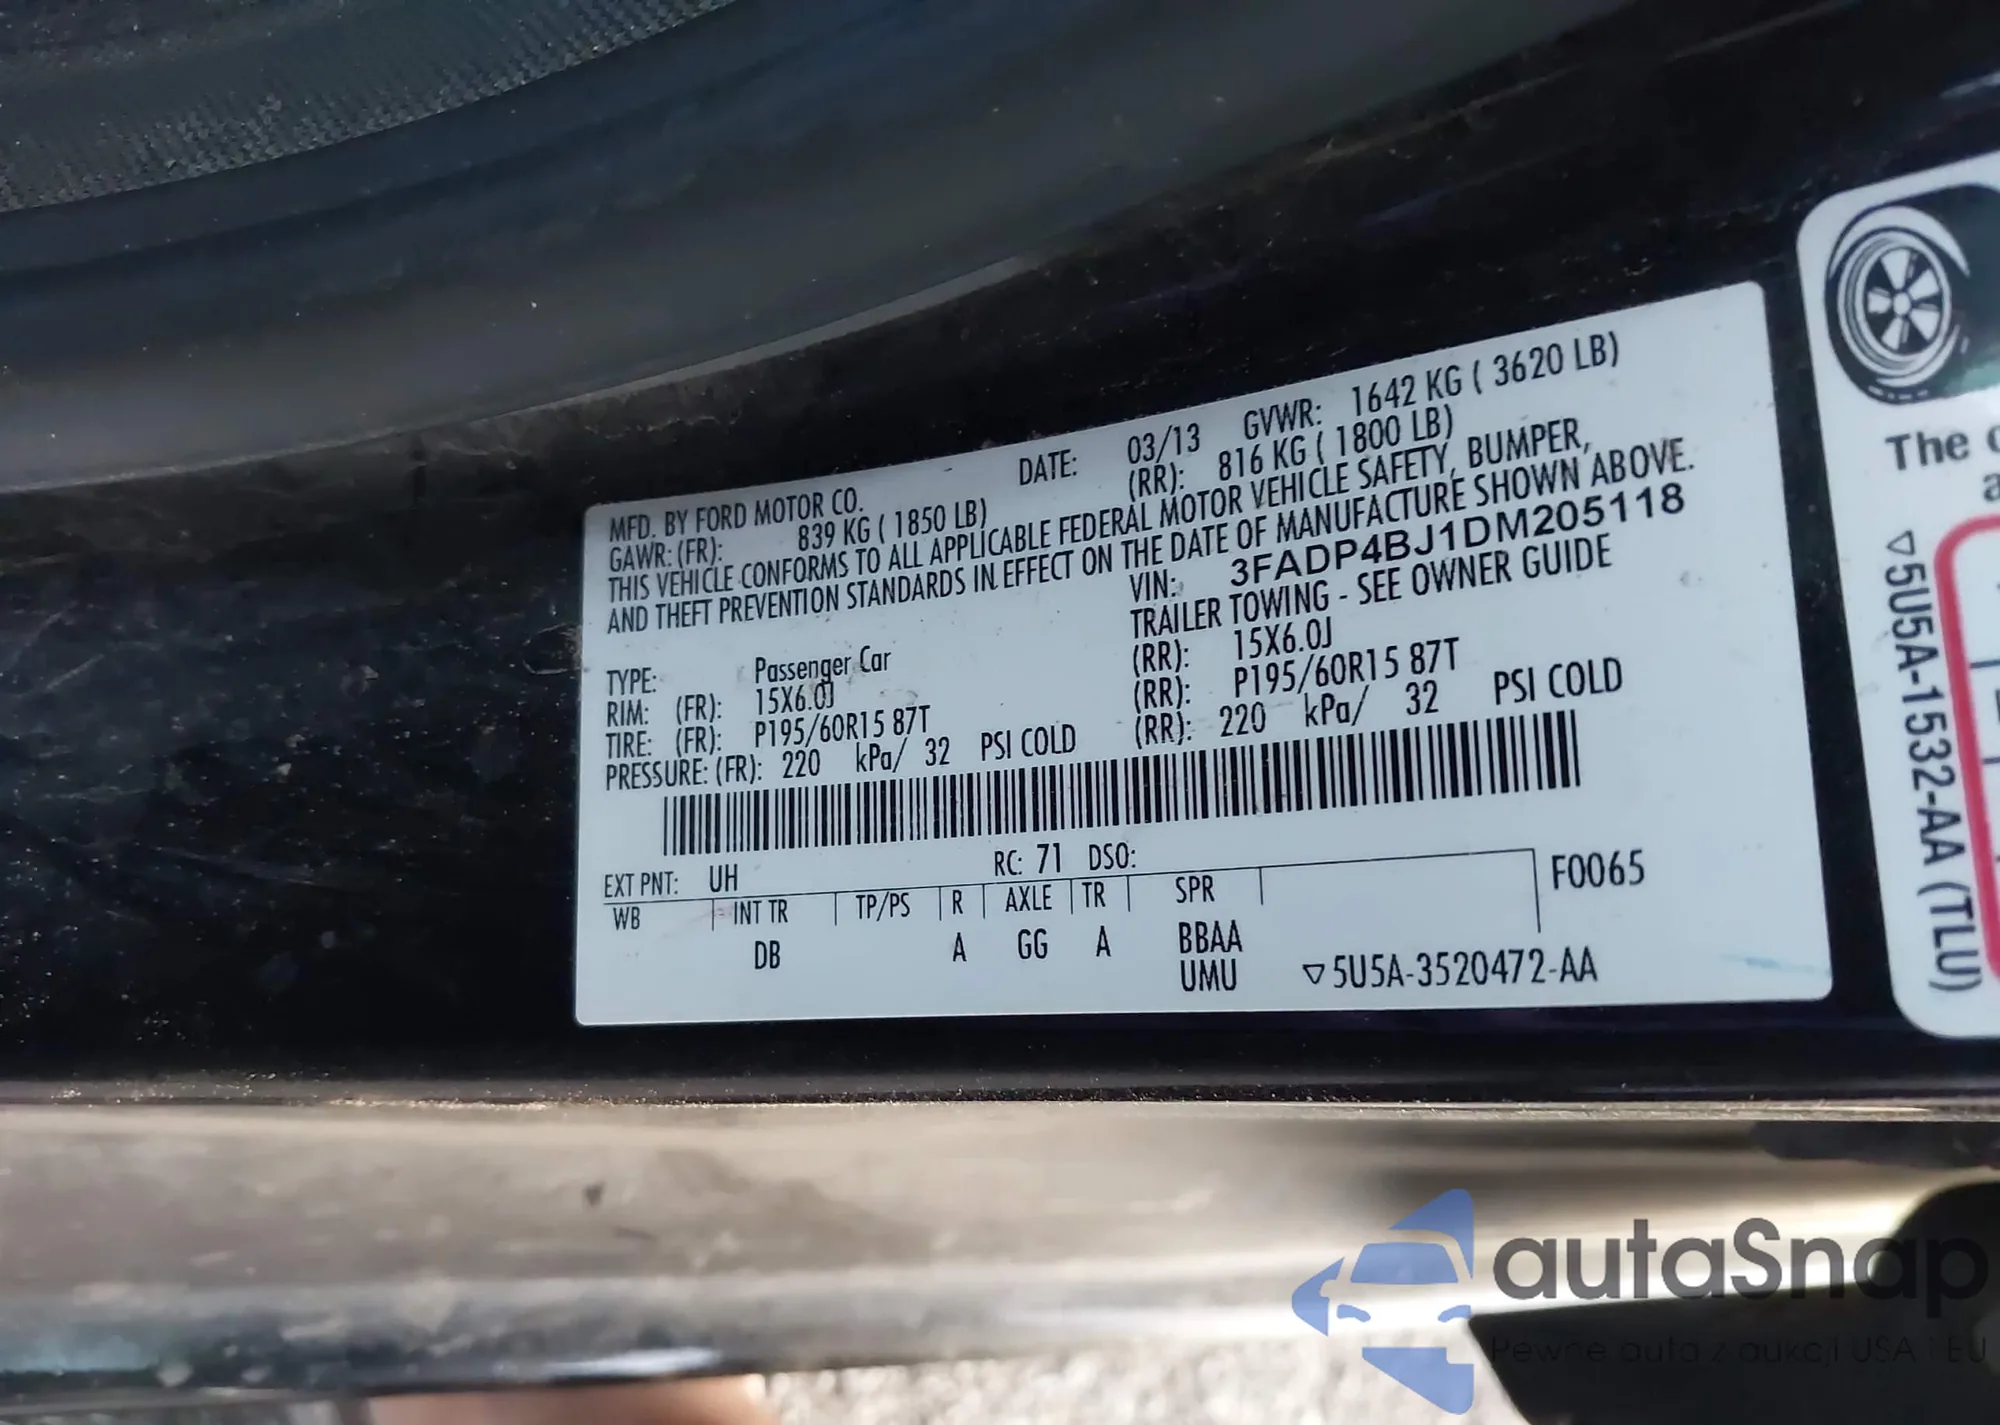 MFD. BY FORD MOTOR CO. DATE: 03/13 GVWR: 1642 KG ( 3620 LB)
GAWR: (FR): 839 KG ( 1850 LB) (RR): 816 KG ( 1800 LB)
THIS VEHICLE CONFORMS TO ALL APPLICABLE FEDERAL MOTOR VEHICLE SAFETY, BUMPER,
AND THEFT PREVENTION STANDARDS IN EFFECT ON THE DATE OF MANUFACTURE SHOWN ABOVE.
VIN: 3FADP4BJ1DM205118
TRAILER TOWING - SEE OWNER GUIDE
TYPE: Passenger Car
RIM: (FR): 15X6.0J (RR): 15X6.0J
TIRE: (FR): P195/60R15 87T (RR): P195/60R15 87T
PRESSURE: (FR): 220 kPa/ 32 PSI COLD (RR): 220 kPa/ 32 PSI COLD
EXT PNT: UH RC: 71 DSO:
WB INT TR TP/PS R AXLE TR SPR F0065
DB A GG A BBAA
UMU ▽5U5A-3520472-AA
The
▽5U5A-1532-AA (TLU)
autaSnap
Pewne auta z aukcji USA i EU